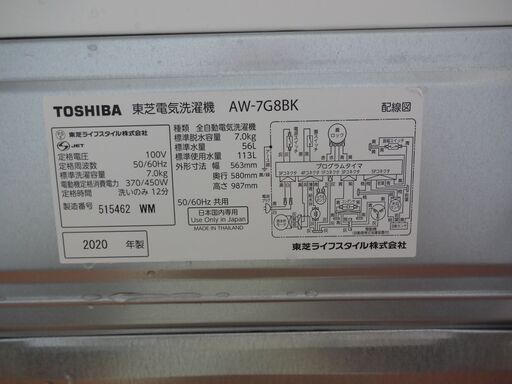 TOSHIBA 東芝電気洗濯機 AW-7G8BK 配線図
東芝ライフスタイル株式会社
JET
定格電圧 100V
定格周波数 50/60Hz
標準洗濯容量 7.0kg
電動機定格消費電力 370/450W
定格時間 洗いのみ 12分
製造番号 515462 WM
2020 年製
種類 全自動電気洗濯機
標準脱水容量 7.0kg
標準水量 56L
標準使用水量 113L
外形寸法 幅 563mm
奥行 580mm
高さ 987mm
50/60Hz 共用
日本国内専用
Use Only in Japan
MADE IN THAILAND
プログラムタイマ
東芝ライフスタイル株式会社